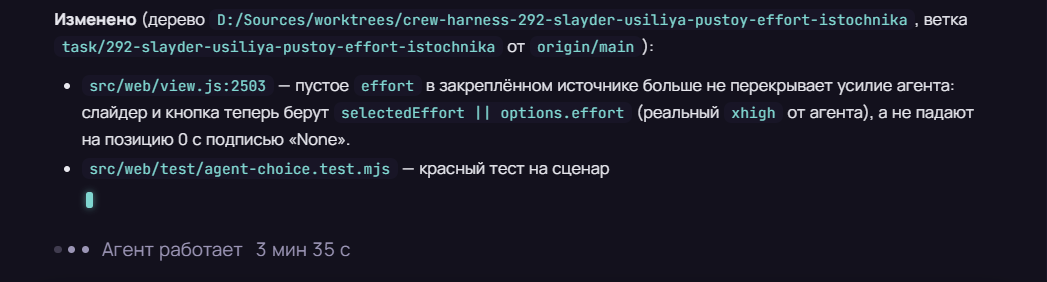 Изменено (дерево D:/Sources/worktrees/crew-harness-292-slayder-usiliya-pustoy-effort-istochnika , ветка
task/292-slayder-usiliya-pustoy-effort-istochnika от origin/main ):
• src/web/view.js:2503 — пустое effort в закреплённом источнике больше не перекрывает усилие агента:
слайдер и кнопка теперь берут selectedEffort || options.effort (реальный xhigh от агента), а не падают
на позицию 0 с подписью «None».
• src/web/test/agent-choice.test.mjs — красный тест на сценар
Агент работает 3 мин 35 с